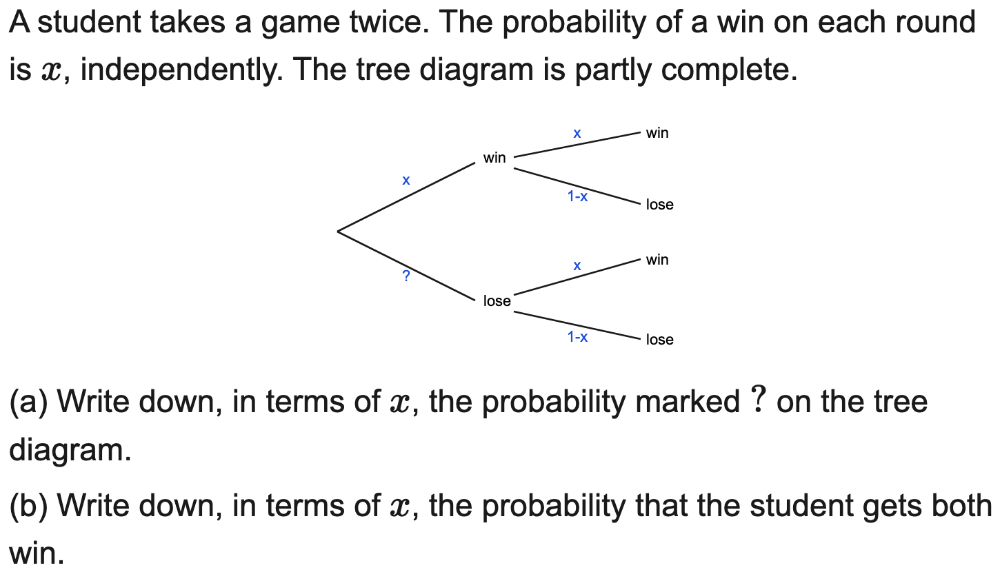 A student takes a game twice. The probability of a win on each round
is x, independently. The tree diagram is partly complete.
x
win
win
x
1-x
lose
x
win
?
lose
1-x
lose
(a) Write down, in terms of x, the probability marked ? on the tree
diagram.
(b) Write down, in terms of x, the probability that the student gets both
win.